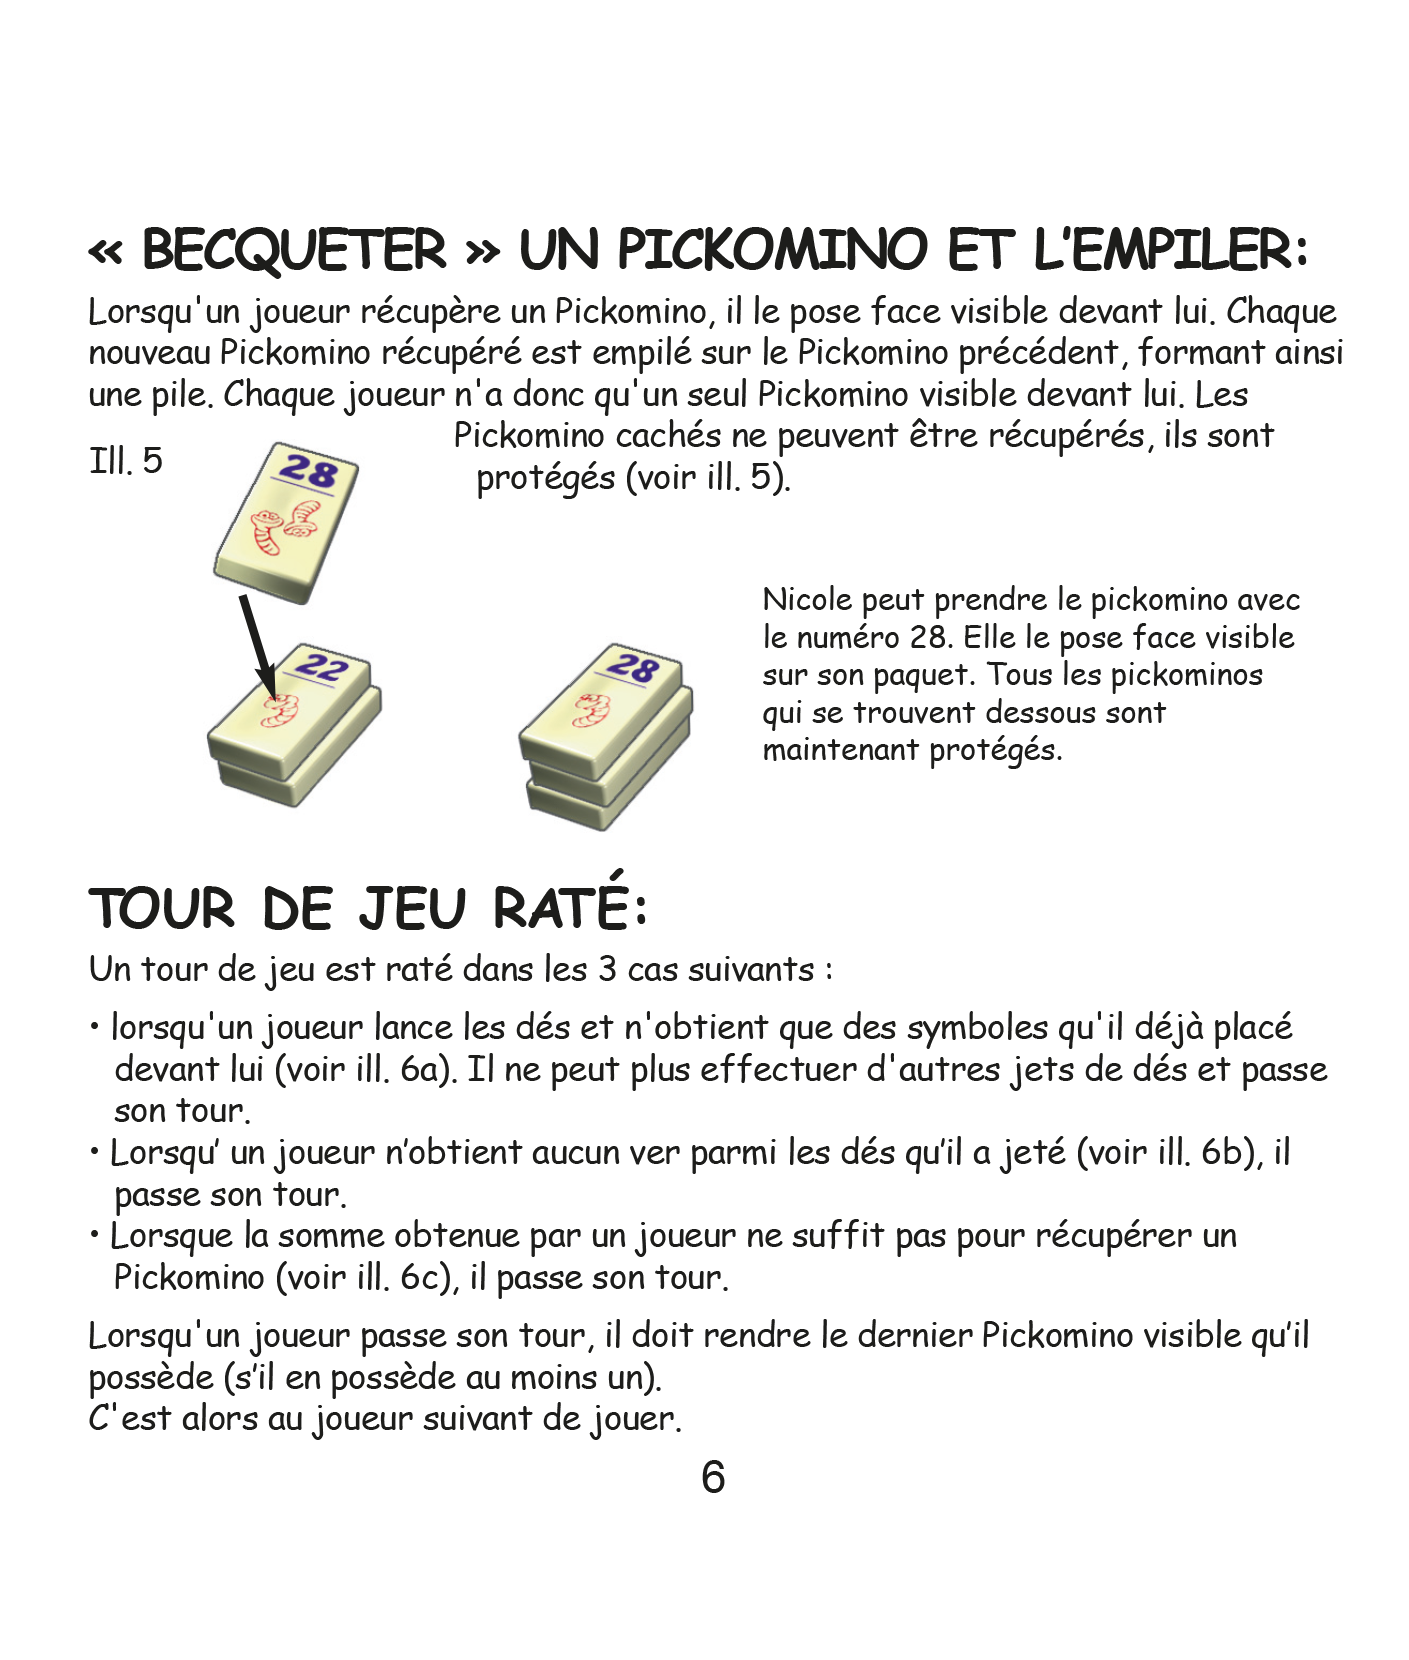 « BECQUETER » UN PICKOMINO ET L’EMPILER:
Lorsqu'un joueur récupère un Pickomino, il le pose face visible devant lui. Chaque
nouveau Pickomino récupéré est empilé sur le Pickomino précédent, formant ainsi
une pile. Chaque joueur n'a donc qu'un seul Pickomino visible devant lui. Les
Pickomino cachés ne peuvent être récupérés, ils sont
protégés (voir ill. 5).
Ill. 5
28
22
28
Nicole peut prendre le pickomino avec
le numéro 28. Elle le pose face visible
sur son paquet. Tous les pickominos
qui se trouvent dessous sont
maintenant protégés.
TOUR DE JEU RATÉ:
Un tour de jeu est raté dans les 3 cas suivants :
• lorsqu'un joueur lance les dés et n'obtient que des symboles qu'il déjà placé
devant lui (voir ill. 6a). Il ne peut plus effectuer d'autres jets de dés et passe
son tour.
• Lorsqu’ un joueur n’obtient aucun ver parmi les dés qu’il a jeté (voir ill. 6b), il
passe son tour.
• Lorsque la somme obtenue par un joueur ne suffit pas pour récupérer un
Pickomino (voir ill. 6c), il passe son tour.
Lorsqu'un joueur passe son tour, il doit rendre le dernier Pickomino visible qu’il
possède (s’il en possède au moins un).
C'est alors au joueur suivant de jouer.
6